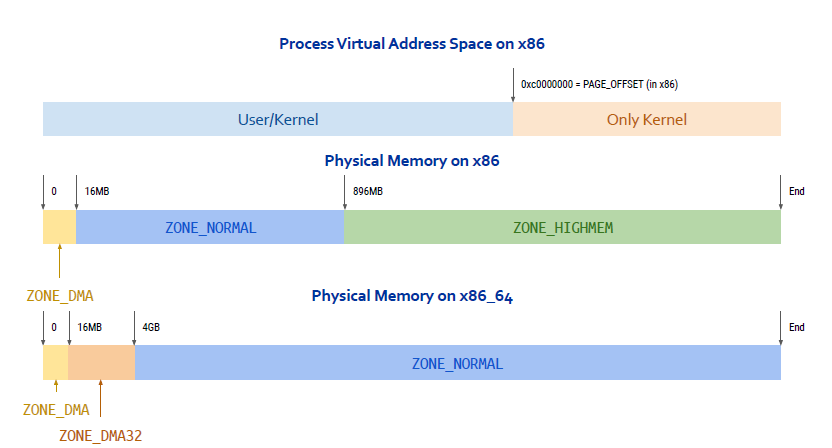 Process Virtual Address Space on x86
0xc0000000 = PAGE_OFFSET (in x86)
User/Kernel
Only Kernel
Physical Memory on x86
0
16MB
896MB
End
ZONE_NORMAL
ZONE_HIGHMEM
ZONE_DMA
Physical Memory on x86_64
0
16MB
4GB
End
ZONE_NORMAL
ZONE_DMA
ZONE_DMA32